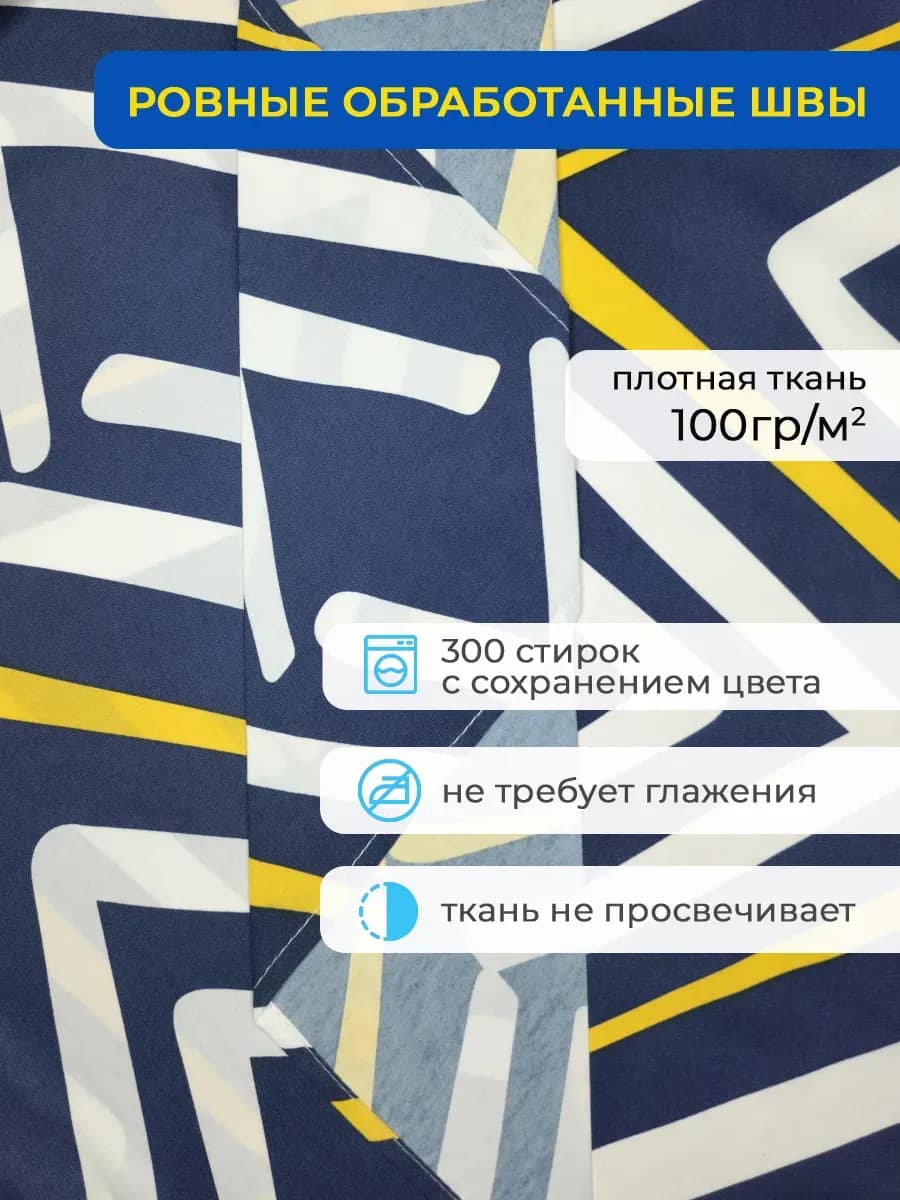 РОВНЫЕ ОБРАБОТАННЫЕ ШВЫ
плотная ткань
100гр/м²
300 стирок
с сохранением цвета
не требует глажения
ткань не просвечивает